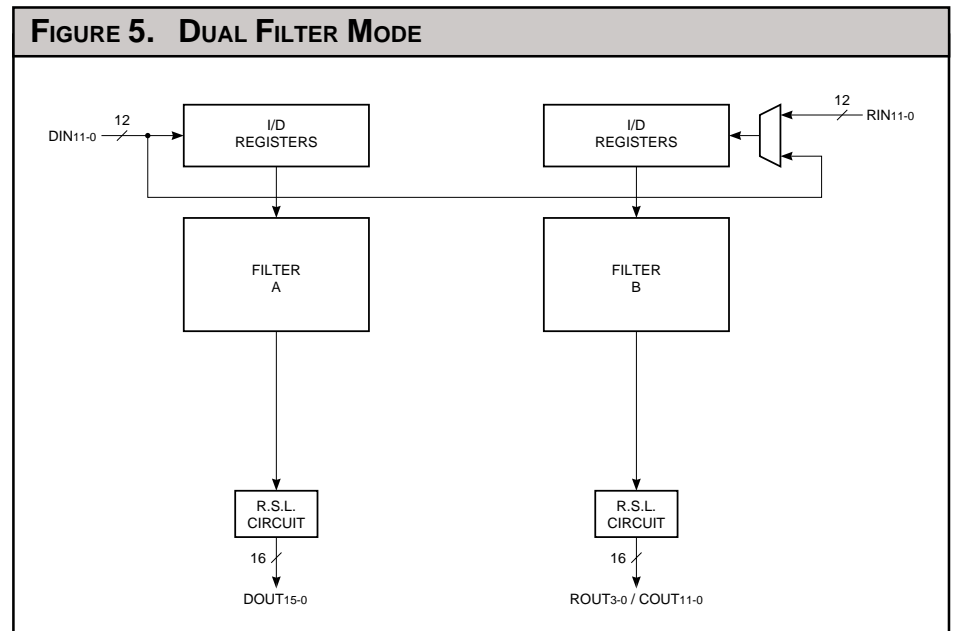 FIGURE 5. DUAL FILTER MODE
12
DIN11-0
I/D
REGISTERS
I/D
REGISTERS
12
RIN11-0
FILTER
A
FILTER
B
R.S.L.
CIRCUIT
R.S.L.
CIRCUIT
16
16
DOUT15-0
ROUT3-0 / COUT11-0